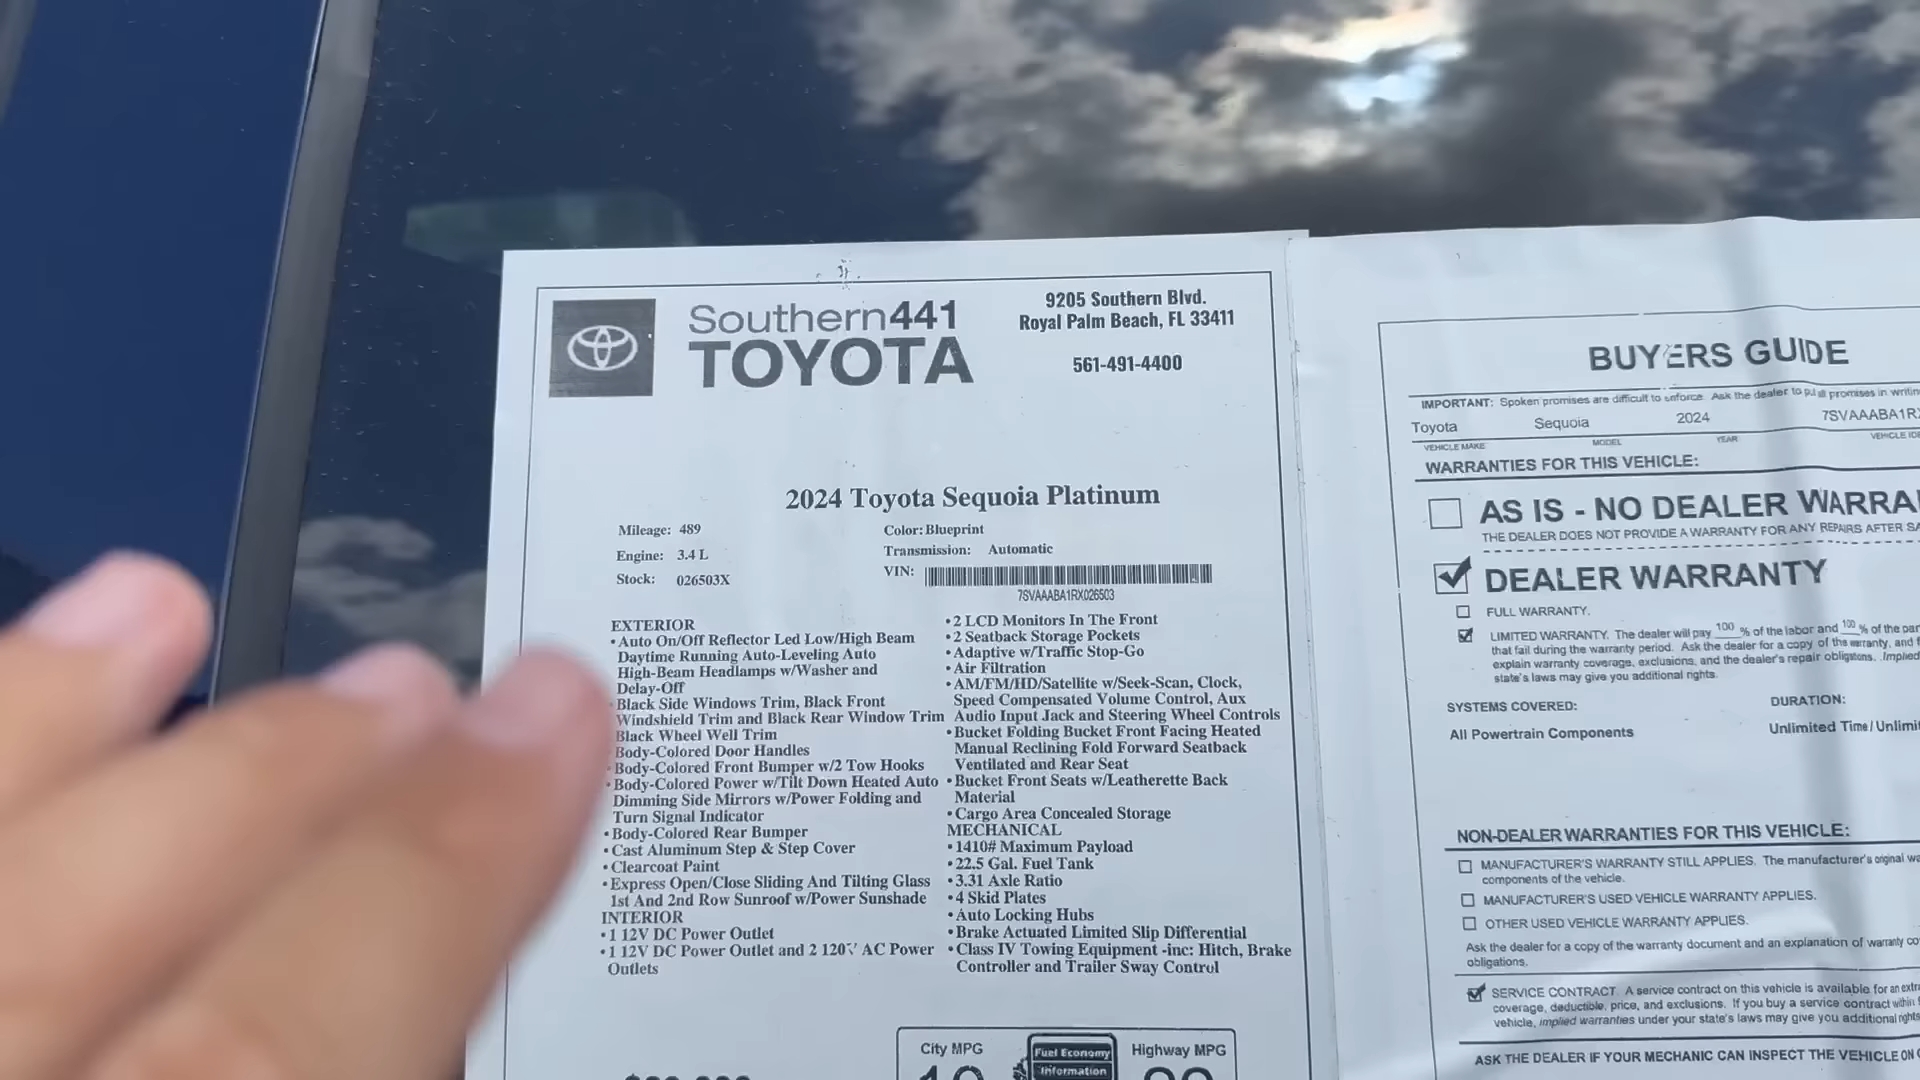 Southern441
TOYOTA
9205 Southern Blvd.
Royal Palm Beach, FL 33411
561-491-4400
2024 Toyota Sequoia Platinum
Mileage: 489
Engine: 3.4 L
Stock: 026503X
Color: Blueprint
Transmission: Automatic
VIN:
7SVAAABA1RX026503
EXTERIOR
• Auto On/Off Reflector Led Low/High Beam
Daytime Running Auto-Leveling Auto
High-Beam Headlamps w/Washer and
Delay-Off
Black Side Windows Trim, Black Front
Windshield Trim and Black Rear Window Trim
Black Wheel Well Trim
Body-Colored Door Handles
Body-Colored Front Bumper w/2 Tow Hooks
• Body-Colored Power w/Tilt Down Heated Auto
Dimming Side Mirrors w/Power Folding and
Turn Signal Indicator
• Body-Colored Rear Bumper
• Cast Aluminum Step & Step Cover
• Clearcoat Paint
• Express Open/Close Sliding And Tilting Glass
1st And 2nd Row Sunroof w/Power Sunshade
INTERIOR
• 1 12V DC Power Outlet
• 1 12V DC Power Outlet and 2 120V AC Power
Outlets
• 2 LCD Monitors In The Front
• 2 Seatback Storage Pockets
• Adaptive w/Traffic Stop-Go
• Air Filtration
• AM/FM/HD/Satellite w/Seek-Scan, Clock,
Speed Compensated Volume Control, Aux
Audio Input Jack and Steering Wheel Controls
• Bucket Folding Bucket Front Facing Heated
Manual Reclining Fold Forward Seatback
Ventilated and Rear Seat
• Bucket Front Seats w/Leatherette Back
Material
• Cargo Area Concealed Storage
MECHANICAL
• 1410# Maximum Payload
• 22.5 Gal. Fuel Tank
• 3.31 Axle Ratio
• 4 Skid Plates
• Auto Locking Hubs
• Brake Actuated Limited Slip Differential
• Class IV Towing Equipment -inc: Hitch, Brake
Controller and Trailer Sway Control
City MPG
Fuel Economy
Information
Highway MPG
BUYERS GUIDE
IMPORTANT: Spoken promises are difficult to enforce. Ask the dealer to put all promises in
Toyota Sequoia 2024 7SVAAABA1R
VEHICLE MAKE MODEL YEAR VEHICLE
WARRANTIES FOR THIS VEHICLE:
AS IS - NO DEALER
THE DEALER DOES NOT PROVIDE A WARRANTY FOR ANY REPAIRS AFTER
DEALER WARRANTY
FULL WARRANTY.
LIMITED WARRANTY. The dealer will pay 100 % of the labor and 100 % of the
that fail during the warranty period. Ask the dealer for a copy of the warranty, and
explain warranty coverage, exclusions, and the dealer's repair obligations. Implied
state's laws may give you additional rights.
SYSTEMS COVERED: DURATION:
All Powertrain Components Unlimited Time /
NON-DEALER WARRANTIES FOR THIS VEHICLE:
MANUFACTURER'S WARRANTY STILL APPLIES. The manufacturer's original
components of the vehicle.
MANUFACTURER'S USED VEHICLE WARRANTY APPLIES.
OTHER USED VEHICLE WARRANTY APPLIES.
Ask the dealer for a copy of the warranty document and an explanation of warranty
obligations.
SERVICE CONTRACT. A service contract on this vehicle is available for an
coverage, deductible, price, and exclusions. If you buy a service contract within
vehicle, implied warranties under your state's laws may give you additional rights
ASK THE DEALER IF YOUR MECHANIC CAN INSPECT THE VEHICLE ON